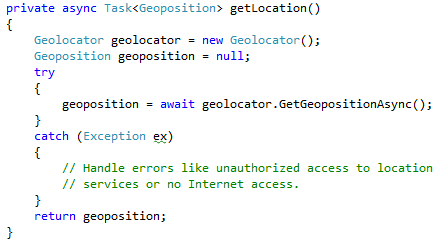 private async Task<Geoposition> getLocation()
{
    Geolocator geolocator = new Geolocator();
    Geoposition geoposition = null;
    try
    {
        geoposition = await geolocator.GetGeopositionAsync();
    }
    catch (Exception ex)
    {
        // Handle errors like unauthorized access to location
        // services or no Internet access.
    }
    return geoposition;
}